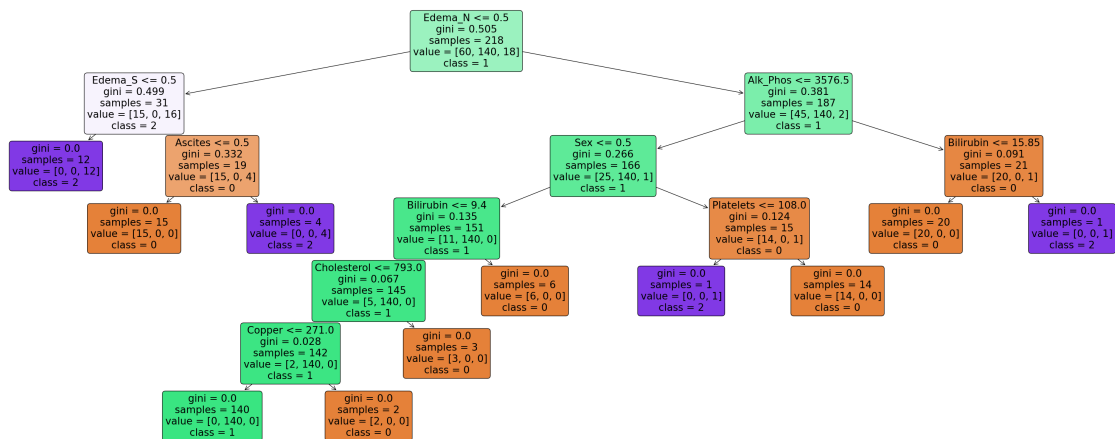 Edema_N <= 0.5
gini = 0.505
samples = 218
value = [60, 140, 18]
class = 1
Edema_S <= 0.5
gini = 0.499
samples = 31
value = [15, 0, 16]
class = 2
Alk_Phos <= 3576.5
gini = 0.381
samples = 187
value = [45, 140, 2]
class = 1
gini = 0.0
samples = 12
value = [0, 0, 12]
class = 2
Ascites <= 0.5
gini = 0.332
samples = 19
value = [15, 0, 4]
class = 0
Sex <= 0.5
gini = 0.266
samples = 166
value = [25, 140, 1]
class = 1
Bilirubin <= 15.85
gini = 0.091
samples = 21
value = [20, 0, 1]
class = 0
gini = 0.0
samples = 15
value = [15, 0, 0]
class = 0
gini = 0.0
samples = 4
value = [0, 0, 4]
class = 2
Bilirubin <= 9.4
gini = 0.135
samples = 151
value = [11, 140, 0]
class = 1
Platelets <= 108.0
gini = 0.124
samples = 15
value = [14, 0, 1]
class = 0
gini = 0.0
samples = 20
value = [20, 0, 0]
class = 0
gini = 0.0
samples = 1
value = [0, 0, 1]
class = 2
Cholesterol <= 793.0
gini = 0.067
samples = 145
value = [5, 140, 0]
class = 1
gini = 0.0
samples = 6
value = [6, 0, 0]
class = 0
gini = 0.0
samples = 1
value = [0, 0, 1]
class = 2
gini = 0.0
samples = 14
value = [14, 0, 0]
class = 0
Copper <= 271.0
gini = 0.028
samples = 142
value = [2, 140, 0]
class = 1
gini = 0.0
samples = 3
value = [3, 0, 0]
class = 0
gini = 0.0
samples = 140
value = [0, 140, 0]
class = 1
gini = 0.0
samples = 2
value = [2, 0, 0]
class = 0